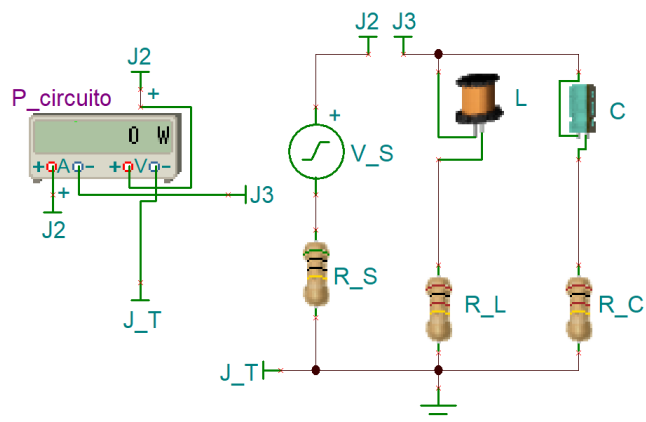 J2 J3
J2
+
P_circuito
0 W
+ A - + V -
+
J2
J3
J_T
+
V_S
L
C
R_S
R_L
R_C
J_T